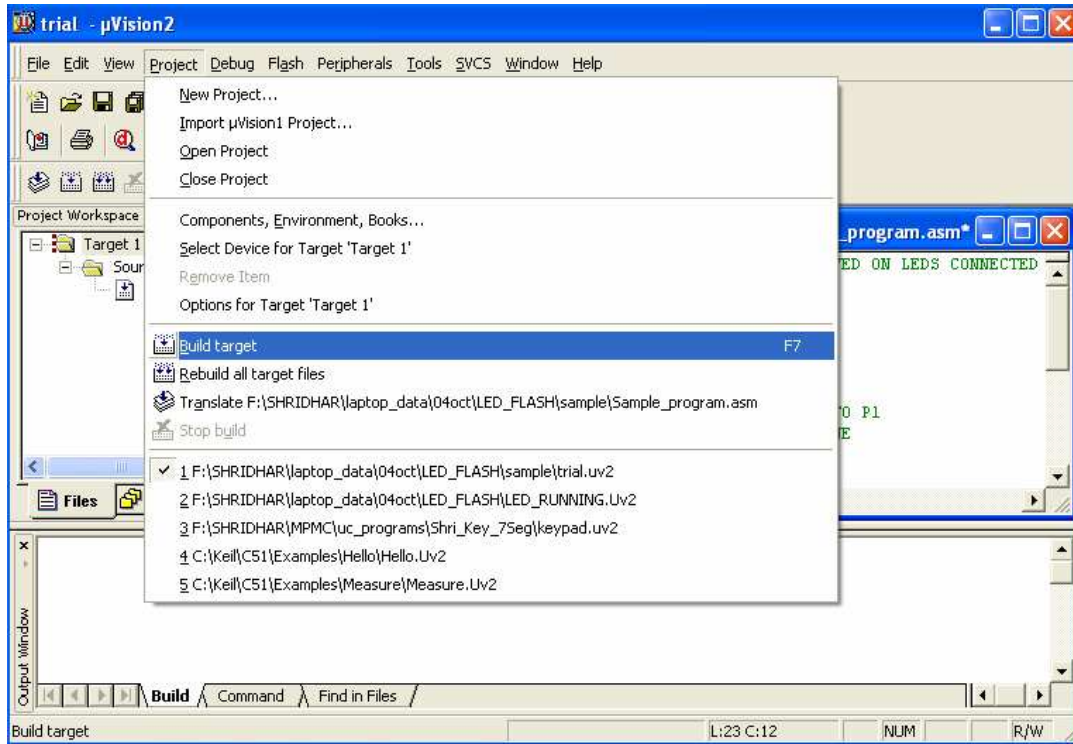 trial - µVision2
File Edit View Project Debug Flash Peripherals Tools SVCS Window Help
New Project...
Import µVision1 Project...
Open Project
Close Project
Project Workspace
Components, Environment, Books...
_program.asm*
Target 1
Select Device for Target 'Target 1'
ED ON LEDS CONNECTED
Sour
Remove Item
Options for Target 'Target 1'
Build target F7
Rebuild all target files
Translate F:\SHRIDHAR\laptop_data\04oct\LED_FLASH\sample\Sample_program.asm
O P1
Stop build
E
1 F:\SHRIDHAR\laptop_data\04oct\LED_FLASH\sample\trial.uv2
2 F:\SHRIDHAR\laptop_data\04oct\LED_FLASH\LED_RUNNING.Uv2
Files
3 F:\SHRIDHAR\MPMC\uc_programs\Shri_Key_7Seg\keypad.uv2
4 C:\Keil\C51\Examples\Hello\Hello.Uv2
5 C:\Keil\C51\Examples\Measure\Measure.Uv2
Output Window
Build Command Find in Files
Build target L:23 C:12 NUM R/W